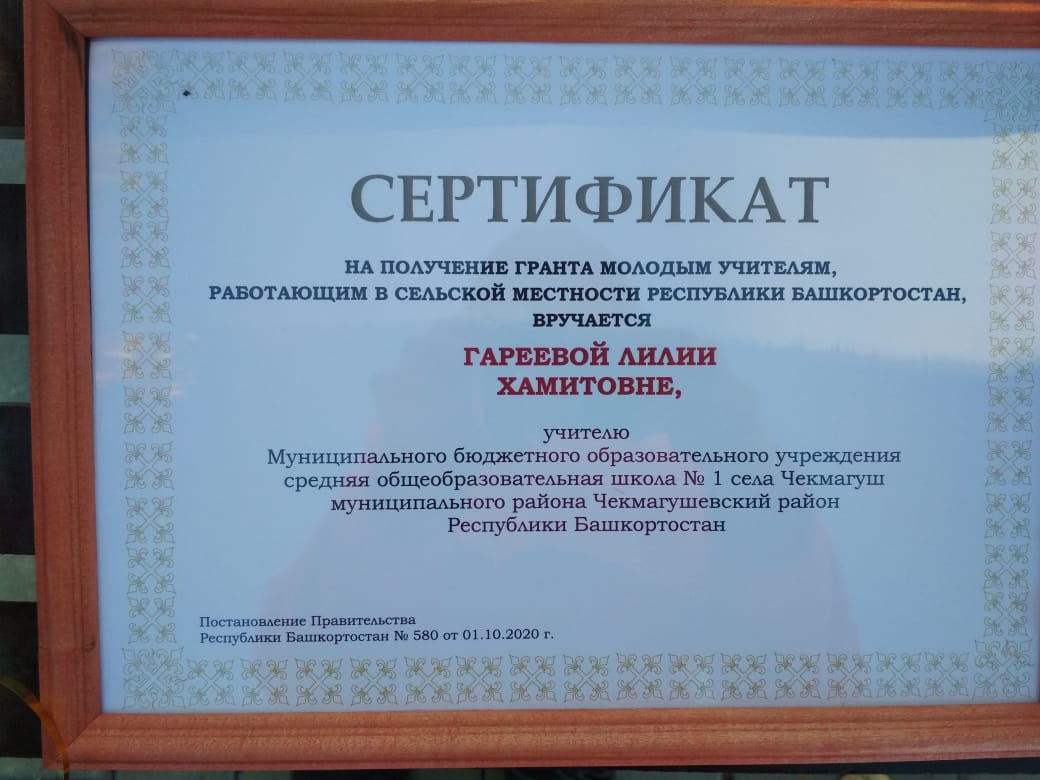 СЕРТИФИКАТ
НА ПОЛУЧЕНИЕ ГРАНТА МОЛОДЫМ УЧИТЕЛЯМ,
РАБОТАЮЩИМ В СЕЛЬСКОЙ МЕСТНОСТИ РЕСПУБЛИКИ БАШКОРТОСТАН,
ВРУЧАЕТСЯ
ГАРЕЕВОЙ ЛИЛИИ
ХАМИТОВНЕ,
учителю
Муниципального бюджетного образовательного учреждения
средняя общеобразовательная школа № 1 села Чекмагуш
муниципального района Чекмагушевский район
Республики Башкортостан
Постановление Правительства
Республики Башкортостан № 580 от 01.10.2020 г.